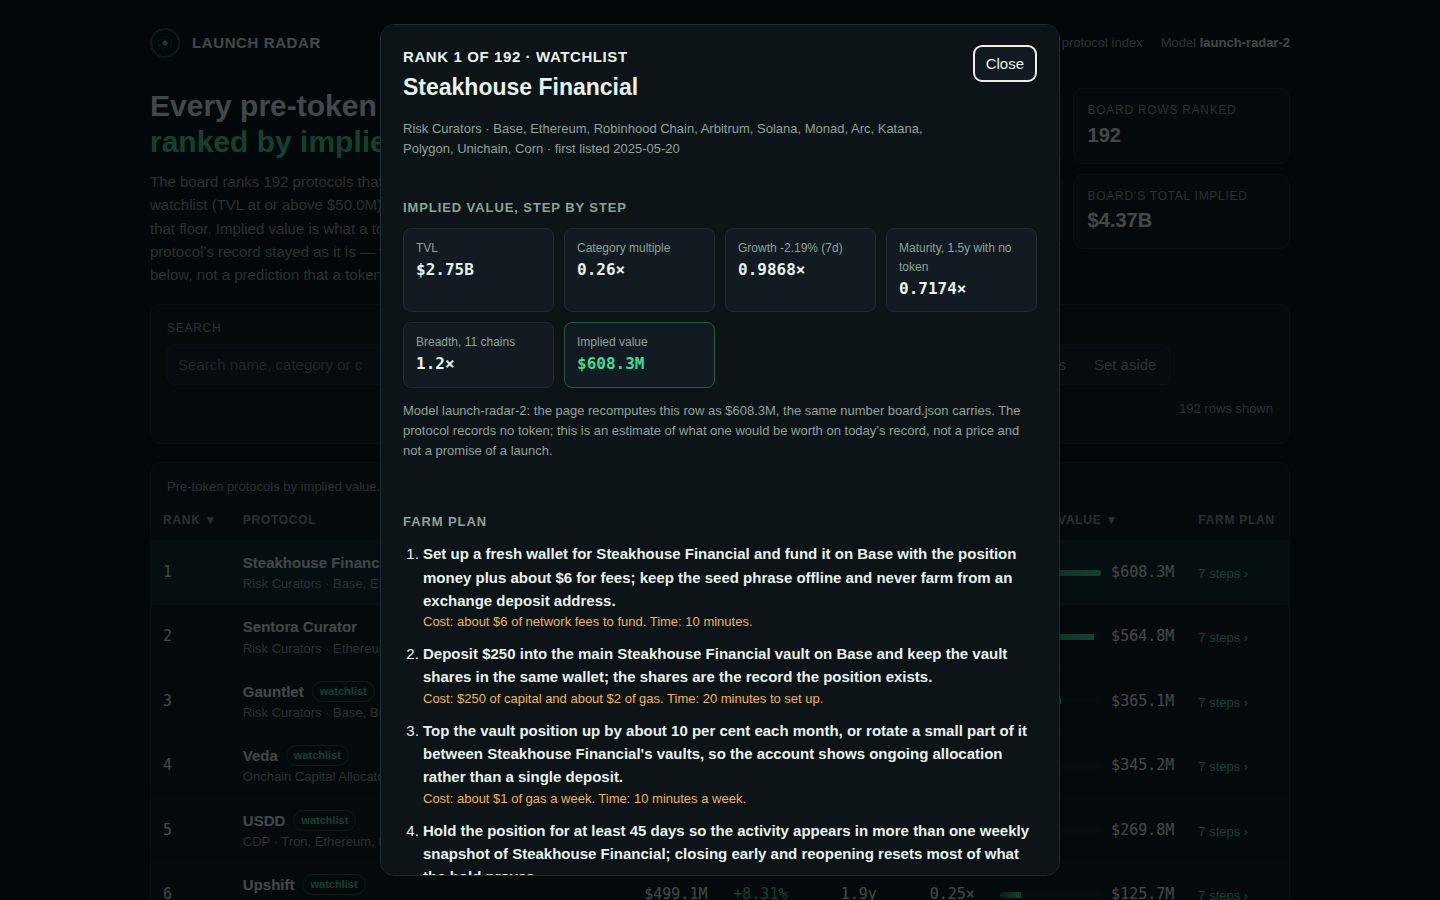 LAUNCH RADAR
protocol index Model launch-radar-2
Every pre-token
ranked by implie
The board ranks 192 protocols that
watchlist (TVL at or above $50.0M)
that floor. Implied value is what a to
protocol's record stayed as it is —
below, not a prediction that a token
BOARD ROWS RANKED
192
BOARD'S TOTAL IMPLIED
$4.37B
SEARCH
Search name, category or c
s Set aside
192 rows shown
Pre-token protocols by implied value.
RANK ▼ PROTOCOL VALUE ▼ FARM PLAN
1 Steakhouse Financ $608.3M 7 steps ›
Risk Curators · Base, E
2 Sentora Curator $564.8M 7 steps ›
Risk Curators · Ethereu
3 Gauntlet watchlist $365.1M 7 steps ›
Risk Curators · Base, B
4 Veda watchlist $345.2M 7 steps ›
Onchain Capital Allocato
5 USDD watchlist $269.8M 7 steps ›
CDP · Tron, Ethereum,
6 Upshift watchlist $499.1M +8.31% 1.9y 0.25× $125.7M 7 steps ›
RANK 1 OF 192 · WATCHLIST
Steakhouse Financial
Close
Risk Curators · Base, Ethereum, Robinhood Chain, Arbitrum, Solana, Monad, Arc, Katana,
Polygon, Unichain, Corn · first listed 2025-05-20
IMPLIED VALUE, STEP BY STEP
TVL
$2.75B
Category multiple
0.26×
Growth -2.19% (7d)
0.9868×
Maturity, 1.5y with no
token
0.7174×
Breadth, 11 chains
1.2×
Implied value
$608.3M
Model launch-radar-2: the page recomputes this row as $608.3M, the same number board.json carries. The
protocol records no token; this is an estimate of what one would be worth on today's record, not a price and
not a promise of a launch.
FARM PLAN
1. Set up a fresh wallet for Steakhouse Financial and fund it on Base with the position
money plus about $6 for fees; keep the seed phrase offline and never farm from an
exchange deposit address.
Cost: about $6 of network fees to fund. Time: 10 minutes.
2. Deposit $250 into the main Steakhouse Financial vault on Base and keep the vault
shares in the same wallet; the shares are the record the position exists.
Cost: $250 of capital and about $2 of gas. Time: 20 minutes to set up.
3. Top the vault position up by about 10 per cent each month, or rotate a small part of it
between Steakhouse Financial's vaults, so the account shows ongoing allocation
rather than a single deposit.
Cost: about $1 of gas a week. Time: 10 minutes a week.
4. Hold the position for at least 45 days so the activity appears in more than one weekly
snapshot of Steakhouse Financial; closing early and reopening resets most of what
the hold proves.